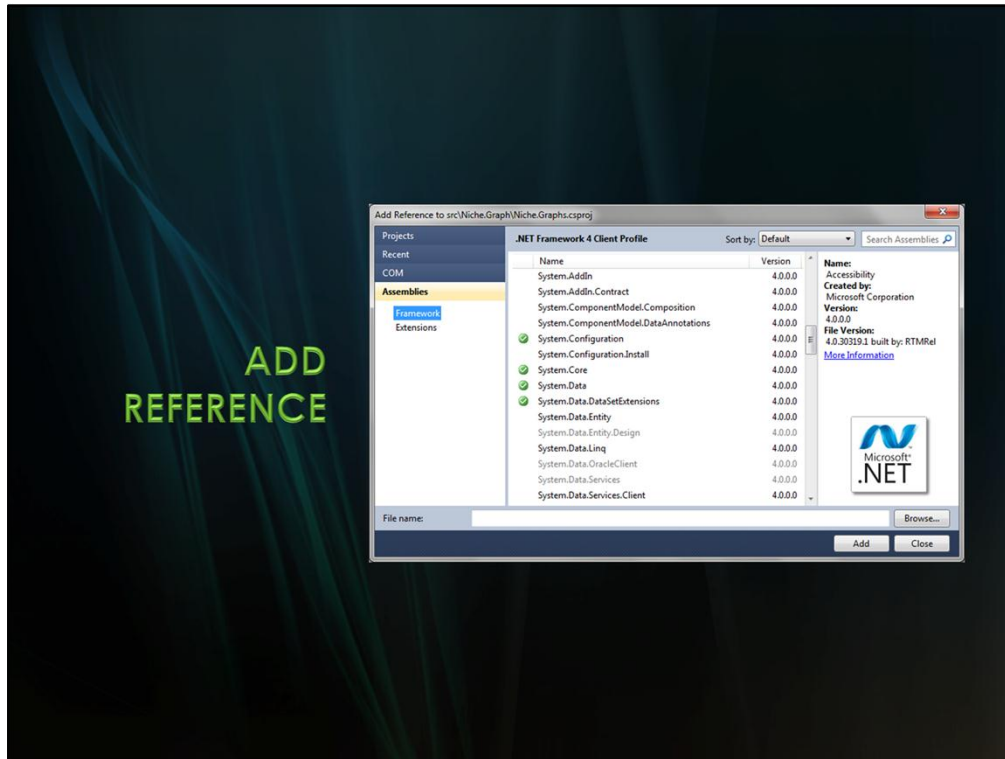 ADD
REFERENCE
Add Reference to src\Niche.Graph\Niche.Graphs.csproj
Projects
Recent
COM
Assemblies
Framework
Extensions
.NET Framework 4 Client Profile
Sort by: Default
Search Assemblies
Name Version
System.AddIn 4.0.0.0
System.AddIn.Contract 4.0.0.0
System.ComponentModel.Composition 4.0.0.0
System.ComponentModel.DataAnnotations 4.0.0.0
System.Configuration 4.0.0.0
System.Configuration.Install 4.0.0.0
System.Core 4.0.0.0
System.Data 4.0.0.0
System.Data.DataSetExtensions 4.0.0.0
System.Data.Entity 4.0.0.0
System.Data.Entity.Design 4.0.0.0
System.Data.Linq 4.0.0.0
System.Data.OracleClient 4.0.0.0
System.Data.Services 4.0.0.0
System.Data.Services.Client 4.0.0.0
Name:
Accessibility
Created by:
Microsoft Corporation
Version:
4.0.0.0
File Version:
4.0.30319.1 built by: RTMRel
More Information
Microsoft®
.NET
File name:
Browse...
Add
Close